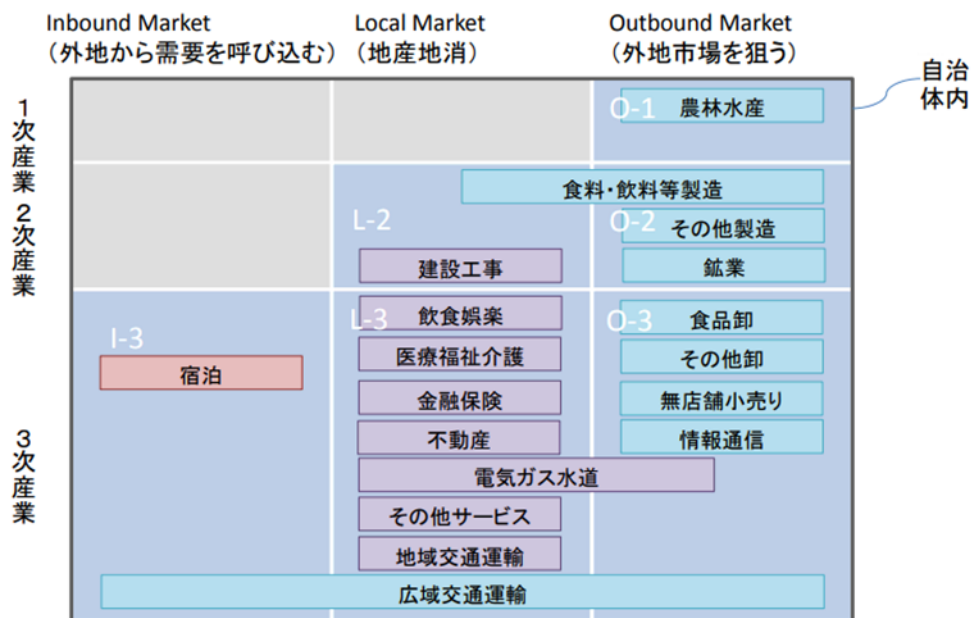 Inbound Market
（外地から需要を呼び込む）
Local Market
（地産地消）
Outbound Market
（外地市場を狙う）
自治
体内
1次産業
O-1
農林水産
2次産業
食料・飲料等製造
L-2
O-2
その他製造
建設工事
鉱業
3次産業
I-3
宿泊
L-3
飲食娯楽
O-3
食品卸
医療福祉介護
その他卸
金融保険
無店舗小売り
不動産
情報通信
電気ガス水道
その他サービス
地域交通運輸
広域交通運輸